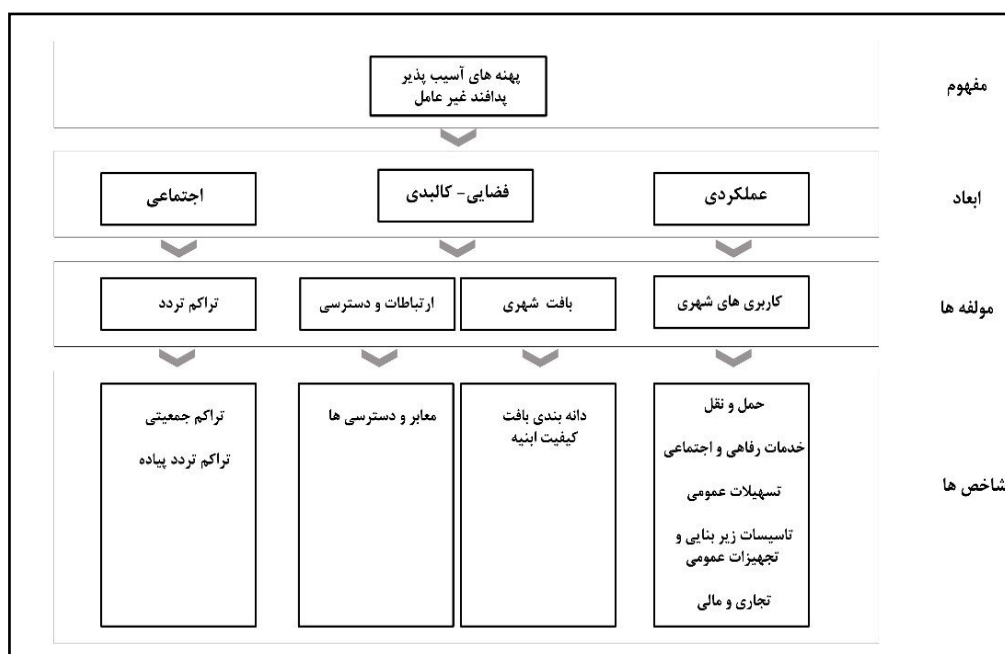 مفهوم
پهنه های آسیب پذیر
پدافند غیر عامل
ابعاد
عملکردی
فضایی- کالبدی
اجتماعی
مولفه ها
کاربری های شهری
بافت شهری
ارتباطات و دسترسی
تراکم تردد
شاخص ها
حمل و نقل
خدمات رفاهی و اجتماعی
تسهیلات عمومی
تاسیسات زیر بنایی و
تجهیزات عمومی
تجاری و مالی
دانه بندی بافت
کیفیت ابنیه
معابر و دسترسی ها
تراکم جمعیتی
تراکم تردد پیاده